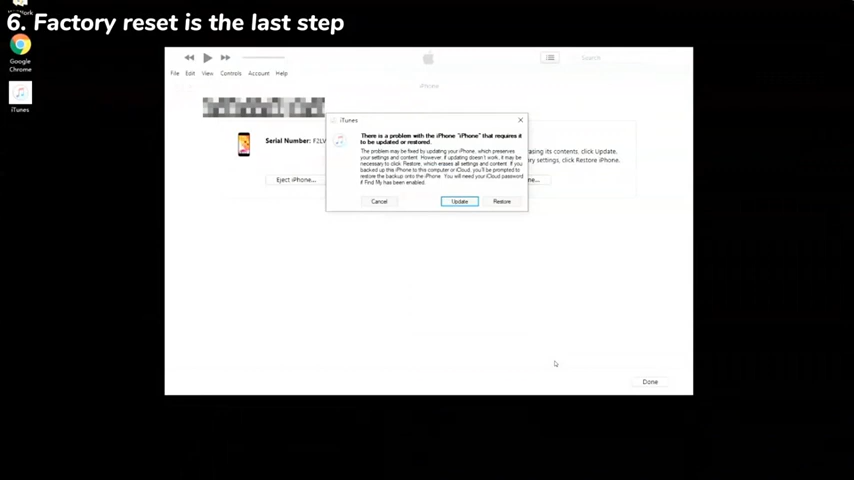 6. Factory reset is the last step
Google
Chrome
iTunes
Search
File Edit View Controls Account Help
iPhone
iTunes
There is a problem with the iPhone "iPhone" that requires it
to be updated or restored.
Serial Number: F2LV
The problem may be fixed by updating your iPhone, which preserves
your settings and content. However, if updating doesn't work, it may be
necessary to click Restore, which erases all settings and content. If you
backed up this iPhone to this computer or iCloud, you'll be prompted to
restore the backup onto the iPhone. You will need your iCloud password
if Find My has been enabled.
asing its contents, click Update.
ry settings, click Restore iPhone.
Eject iPhone...
ne...
Cancel Update Restore
Done